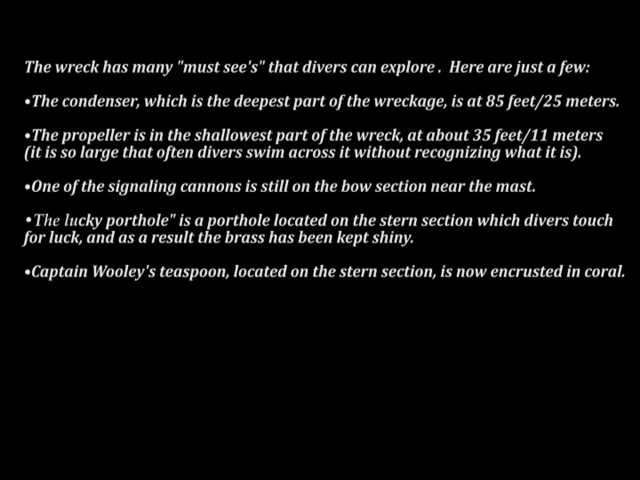 The wreck has many "must see's" that divers can explore .  Here are just a few:
•The condenser, which is the deepest part of the wreckage, is at 85 feet/25 meters.
•The propeller is in the shallowest part of the wreck, at about 35 feet/11 meters
(it is so large that often divers swim across it without recognizing what it is).
•One of the signaling cannons is still on the bow section near the mast.
•The lucky porthole" is a porthole located on the stern section which divers touch
for luck, and as a result the brass has been kept shiny.
•Captain Wooley's teaspoon, located on the stern section, is now encrusted in coral.